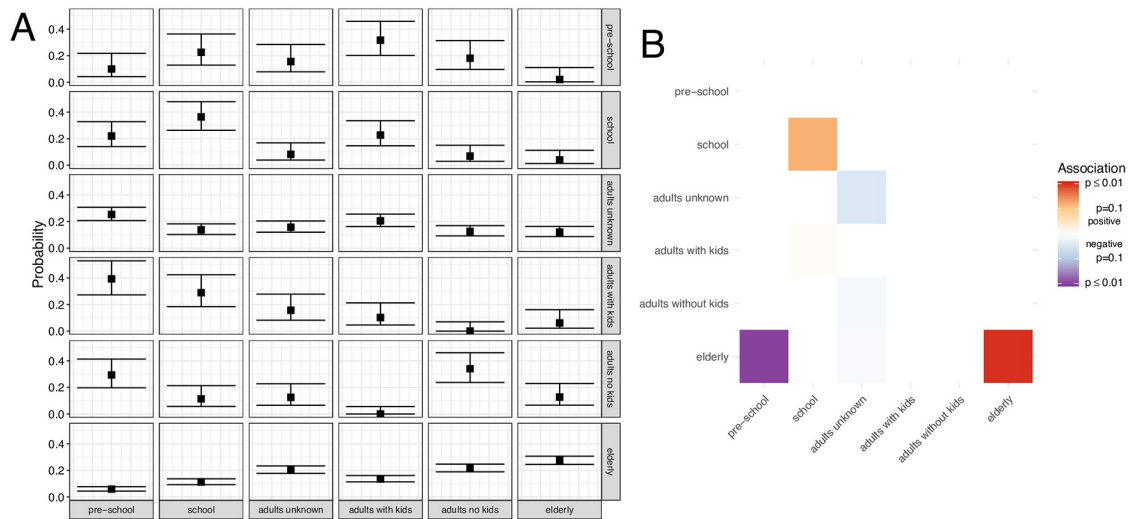 A
0.4
0.2
0.0
pre−school
0.4
0.2
0.0
school
0.4
0.2
0.0
adults unknown
0.4
0.2
0.0
adults with kids
0.4
0.2
0.0
adults no kids
0.4
0.2
0.0
elderly
Probability
pre−school
school
adults unknown
adults with kids
adults no kids
elderly
B
pre−school
school
adults unknown
adults with kids
adults without kids
elderly
pre−school
school
adults unknown
adults with kids
adults without kids
elderly
Association
p ≤ 0.01
p=0.1
positive
negative
p=0.1
p ≤ 0.01